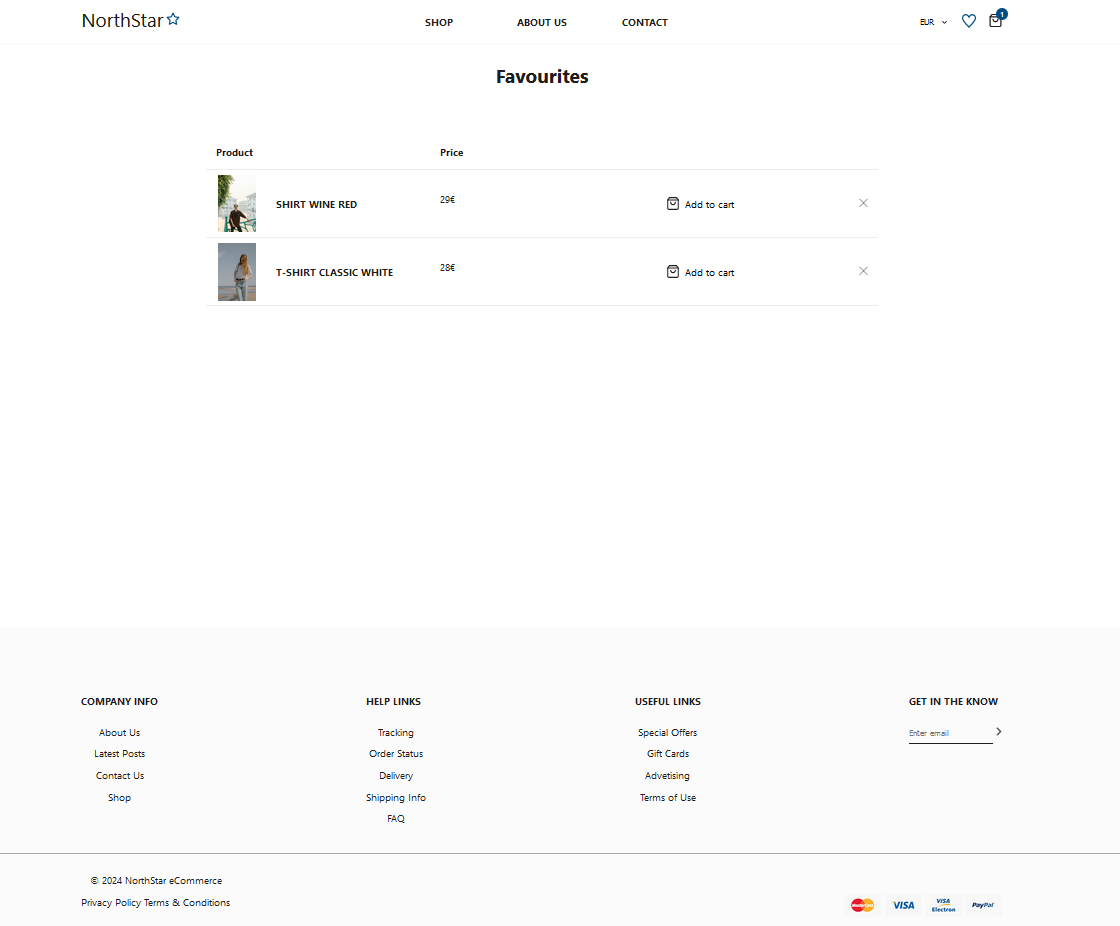 NorthStar
SHOP
ABOUT US
CONTACT
EUR
1
Favourites
Product
Price
SHIRT WINE RED
29€
Add to cart
T-SHIRT CLASSIC WHITE
28€
Add to cart
COMPANY INFO
About Us
Latest Posts
Contact Us
Shop
HELP LINKS
Tracking
Order Status
Delivery
Shipping Info
FAQ
USEFUL LINKS
Special Offers
Gift Cards
Advetising
Terms of Use
GET IN THE KNOW
Enter email
© 2024 NorthStar eCommerce
Privacy Policy Terms & Conditions
MasterCard
VISA
VISA
Electron
PayPal